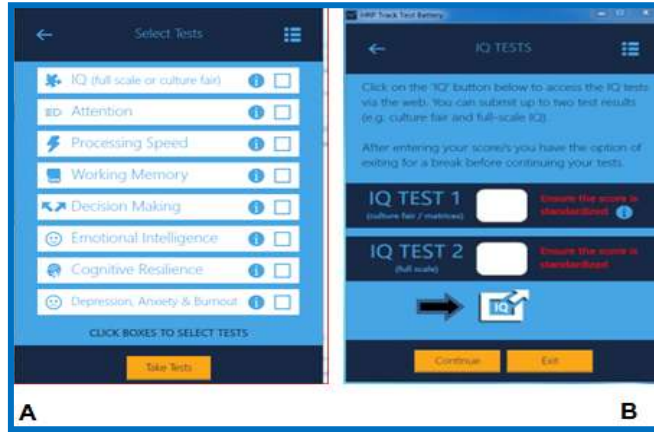 Select Tests
IQ (full scale or culture fair)
Attention
Processing Speed
Working Memory
Decision Making
Emotional Intelligence
Cognitive Resilience
Depression, Anxiety & Burnout
CLICK BOXES TO SELECT TESTS
Take Tests
A
HRP Track Test Battery
IQ TESTS
Click on the 'IQ' button below to access the IQ tests
via the web. You can submit up to two test results
(e.g. culture fair and full-scale IQ).
After entering your score/s you have the option of
exiting for a break before continuing your tests.
IQ TEST 1
(culture fair / matrices)
Ensure the score is
standardized
IQ TEST 2
(full scale)
Ensure the score is
standardized
IQ
Continue
Exit
B